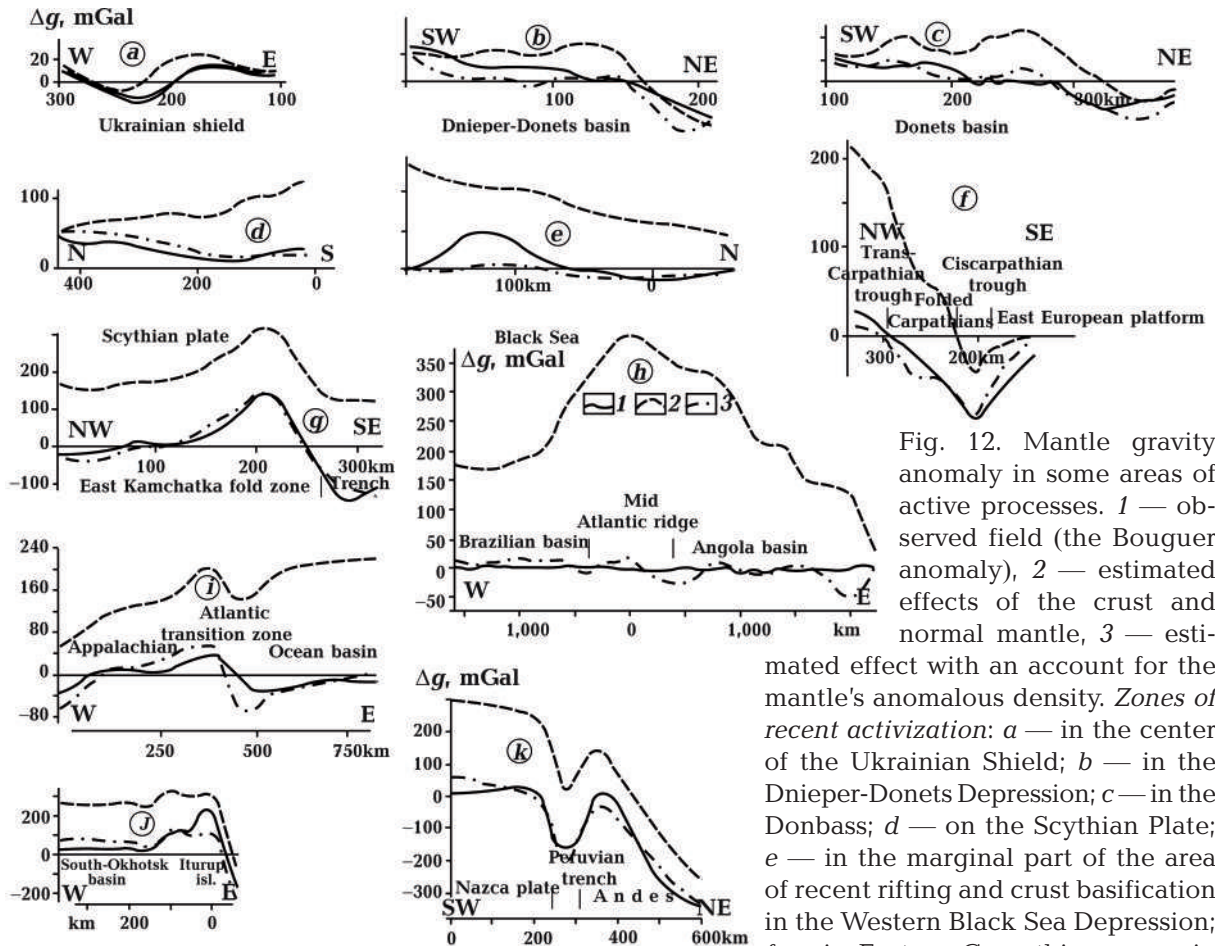 Δg, mGal
W a E
20
0
300 200 100
Ukrainian shield
SW b NE
100 200
Dnieper-Donets basin
SW c NE
100 200 300km
Donets basin
100
d
N S
0
400 200 0
e
N
100km 0
200
f
NW SE
100
Trans-
Carpathian
trough
Ciscarpathian
trough
Folded
Carpathians
East European platform
0
300 200km
Scythian plate
300
200
100
g
NW SE
0
100 200 300km
-100
East Kamchatka fold zone Trench
Black Sea
Δg, mGal
350
h
300
1 2 3
250
200
150
100
Mid
Atlantic ridge
50
Brazilian basin Angola basin
0
W E
-50
1,000 0 1,000 km
240
i
160
Atlantic
transition zone
80
Appalachian Ocean basin
0
-80
W E
250 500 750km
Δg, mGal
200
k
100
0
-100
-200
Peruvian
trench
-300
Nazca plate Andes
SW NE
0 200 400 600km
200
J
0
South-Okhotsk
basin
Iturup
isl.
-200
W E
km 200 0
Fig. 12. Mantle gravity
anomaly in some areas of
active processes. 1 — ob-
served field (the Bouguer
anomaly), 2 — estimated
effects of the crust and
normal mantle, 3 — esti-
mated effect with an account for the
mantle's anomalous density. Zones of
recent activization: a — in the center
of the Ukrainian Shield; b — in the
Dnieper-Donets Depression; c — in the
Donbass; d — on the Scythian Plate;
e — in the marginal part of the area
of recent rifting and crust basification
in the Western Black Sea Depression;